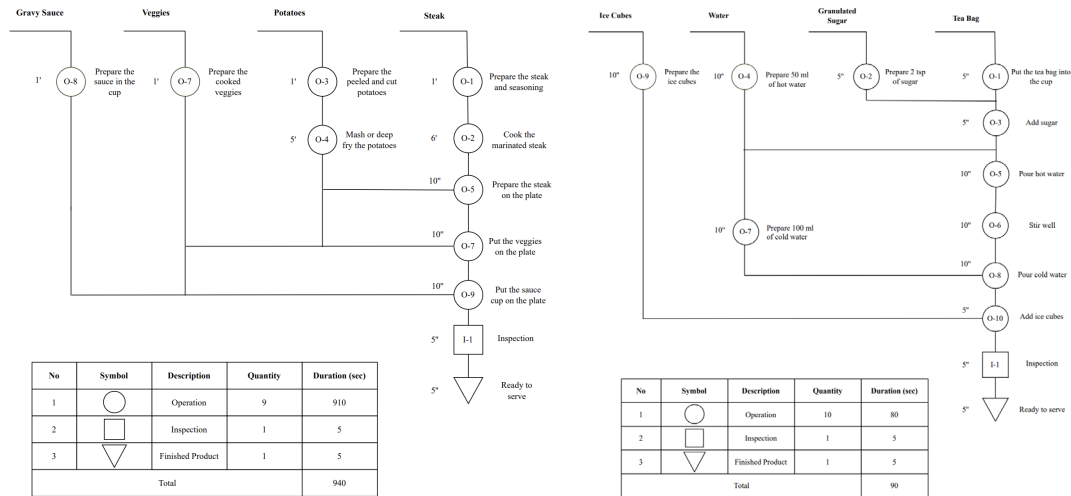 Gravy Sauce
Veggies
Potatoes
Steak
1'
O-8
Prepare the
sauce in the
cup
1'
O-7
Prepare the
cooked
veggies
1'
O-3
Prepare the
peeled and cut
potatoes
1'
O-1
Prepare the steak
and seasoning
5'
O-4
Mash or deep
fry the potatoes
6'
O-2
Cook the
marinated steak
10"
O-5
Prepare the steak
on the plate
10"
O-7
Put the veggies
on the plate
10"
O-9
Put the sauce
cup on the plate
5"
I-1
Inspection
5"
Ready to
serve
No Symbol Description Quantity Duration (sec)
1 Operation 9 910
2 Inspection 1 5
3 Finished Product 1 5
Total 940
Ice Cubes
Water
Granulated
Sugar
Tea Bag
10"
O-9
Prepare the
ice cubes
10"
O-4
Prepare 50 ml
of hot water
5"
O-2
Prepare 2 tsp
of sugar
5"
O-1
Put the tea bag into
the cup
5"
O-3
Add sugar
10"
O-5
Pour hot water
10"
O-6
Stir well
10"
O-7
Prepare 100 ml
of cold water
10"
O-8
Pour cold water
5"
O-10
Add ice cubes
5"
I-1
Inspection
5"
Ready to serve
No Symbol Description Quantity Duration (sec)
1 Operation 10 80
2 Inspection 1 5
3 Finished Product 1 5
Total 90